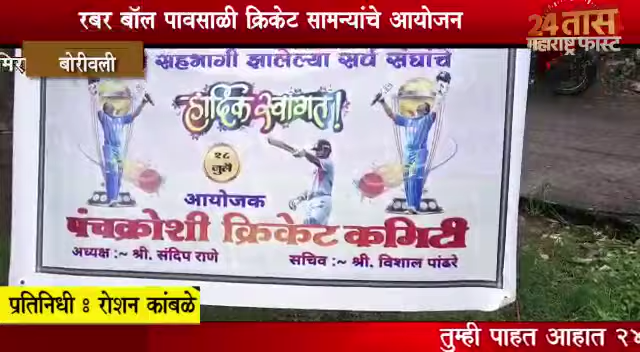 रबर बॉल पावसाळी क्रिकेट सामन्यांचे आयोजन
24 तास
महाराष्ट्र फास्ट
बोरीवली
सहभागी झालेल्या सर्व संघांचे
हार्दिक स्वागत!
२८
जुलै
आयोजक
पंचक्रोशी क्रिकेट कमिटी
अध्यक्ष :~ श्री. संदिप राणे
सचिव :~ श्री. विशाल पांढरे
प्रतिनिधी : रोशन कांबळे
तुम्ही पाहत आहात २४